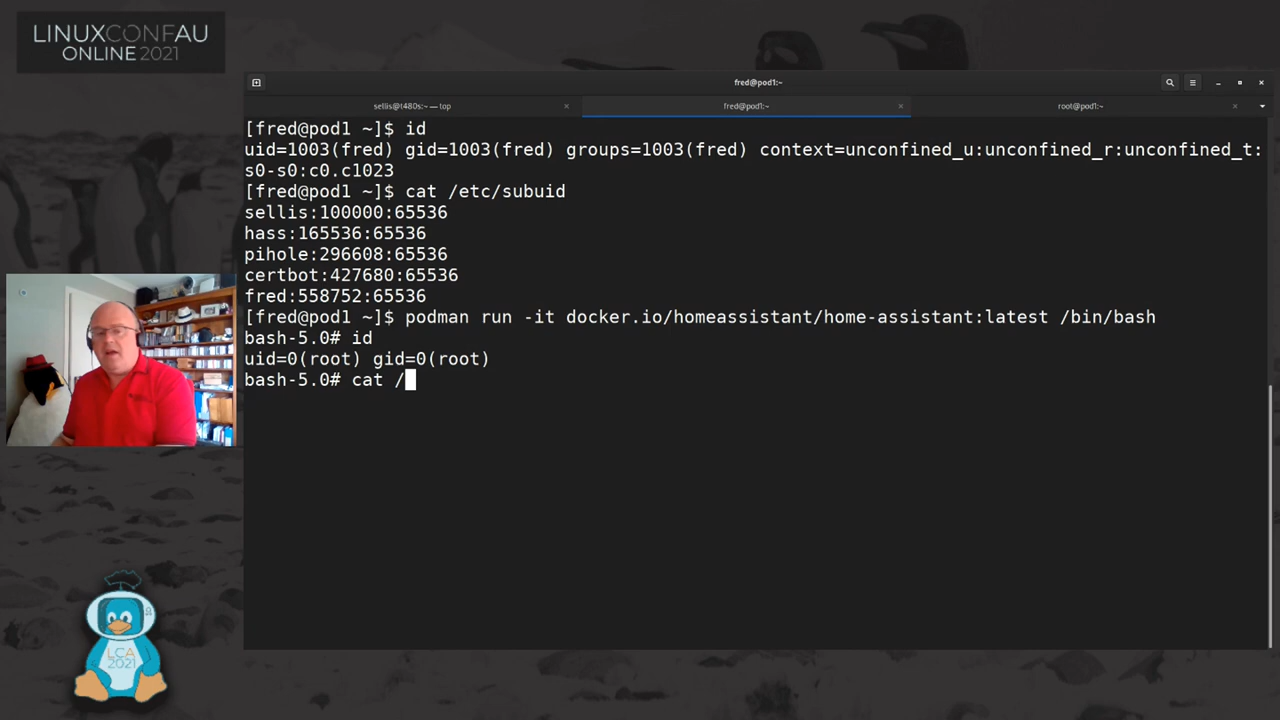 LINUXCONFAU
ONLINE 2021
fred@pod1:~
sellis@t480s:~ — top
fred@pod1:~
root@pod1:~
[fred@pod1 ~]$ id
uid=1003(fred) gid=1003(fred) groups=1003(fred) context=unconfined_u:unconfined_r:unconfined_t:
s0-s0:c0.c1023
[fred@pod1 ~]$ cat /etc/subuid
sellis:100000:65536
hass:165536:65536
pihole:296608:65536
certbot:427680:65536
fred:558752:65536
[fred@pod1 ~]$ podman run -it docker.io/homeassistant/home-assistant:latest /bin/bash
bash-5.0# id
uid=0(root) gid=0(root)
bash-5.0# cat /
LCA
2021